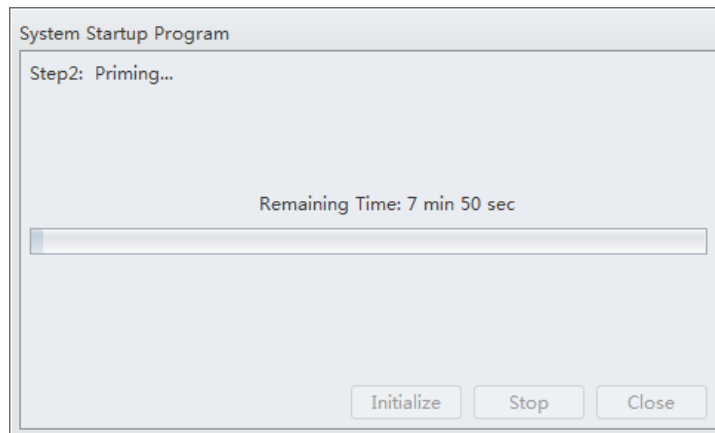 System Startup Program
Step2: Priming...
Remaining Time: 7 min 50 sec
Initialize Stop Close